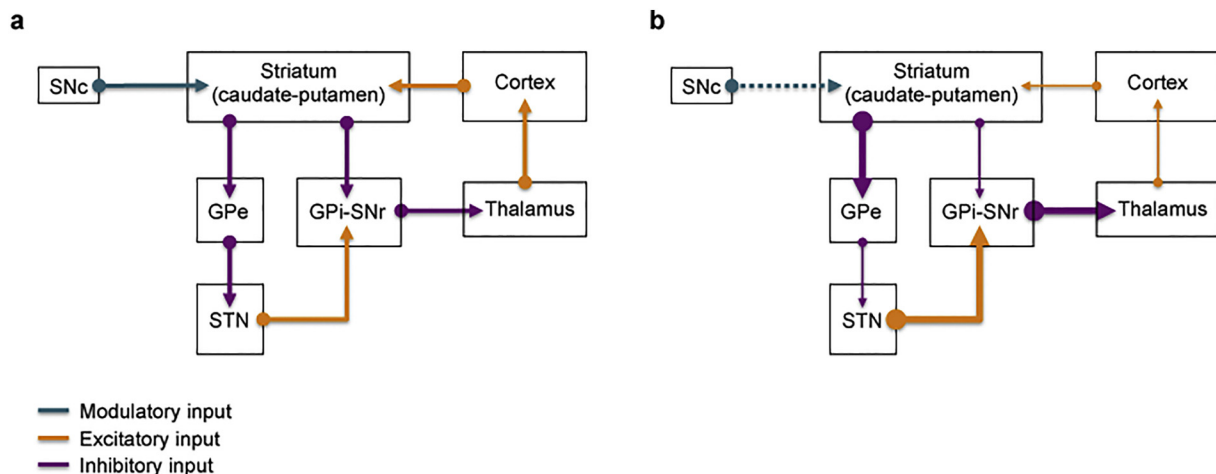 a
SNc
Striatum
(caudate-putamen)
Cortex
GPe
GPi-SNr
Thalamus
STN
b
SNc
Striatum
(caudate-putamen)
Cortex
GPe
GPi-SNr
Thalamus
STN
Modulatory input
Excitatory input
Inhibitory input